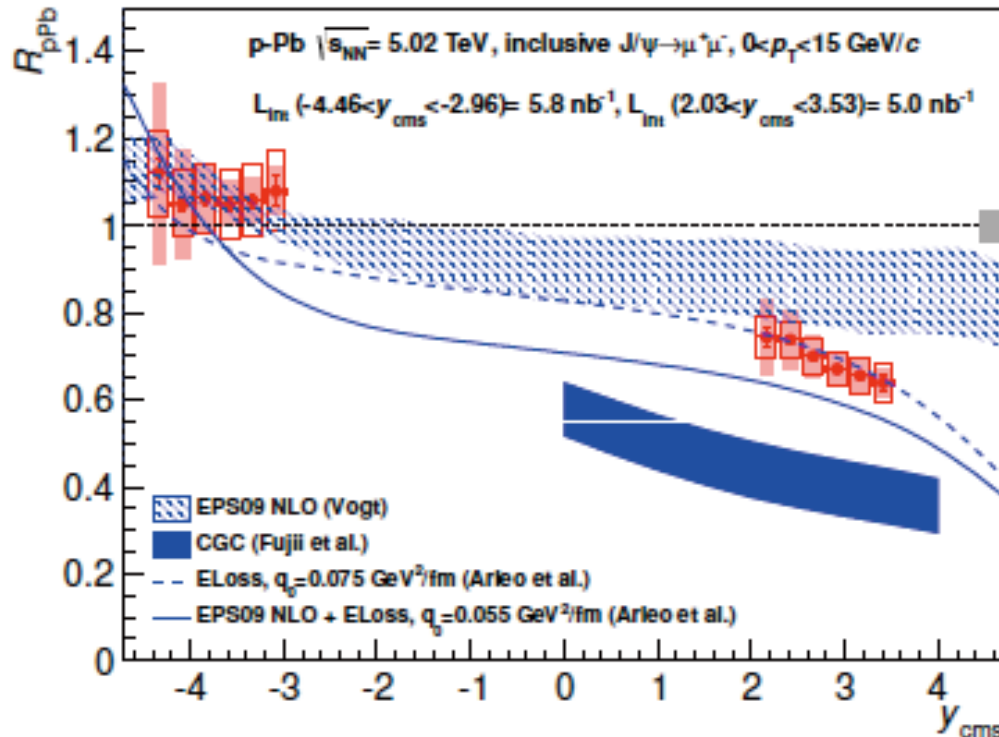 p-Pb √s_NN= 5.02 TeV, inclusive J/ψ→μ⁺μ⁻, 0<p_T<15 GeV/c
L_int (-4.46<y_cms<-2.96)= 5.8 nb⁻¹, L_int (2.03<y_cms<3.53)= 5.0 nb⁻¹
R_pPb
1.4
1.2
1
0.8
0.6
0.4
0.2
0
EPS09 NLO (Vogt)
CGC (Fujii et al.)
ELoss, q₀=0.075 GeV²/fm (Arleo et al.)
EPS09 NLO + ELoss, q₀=0.055 GeV²/fm (Arleo et al.)
-4 -3 -2 -1 0 1 2 3 4
y_cms